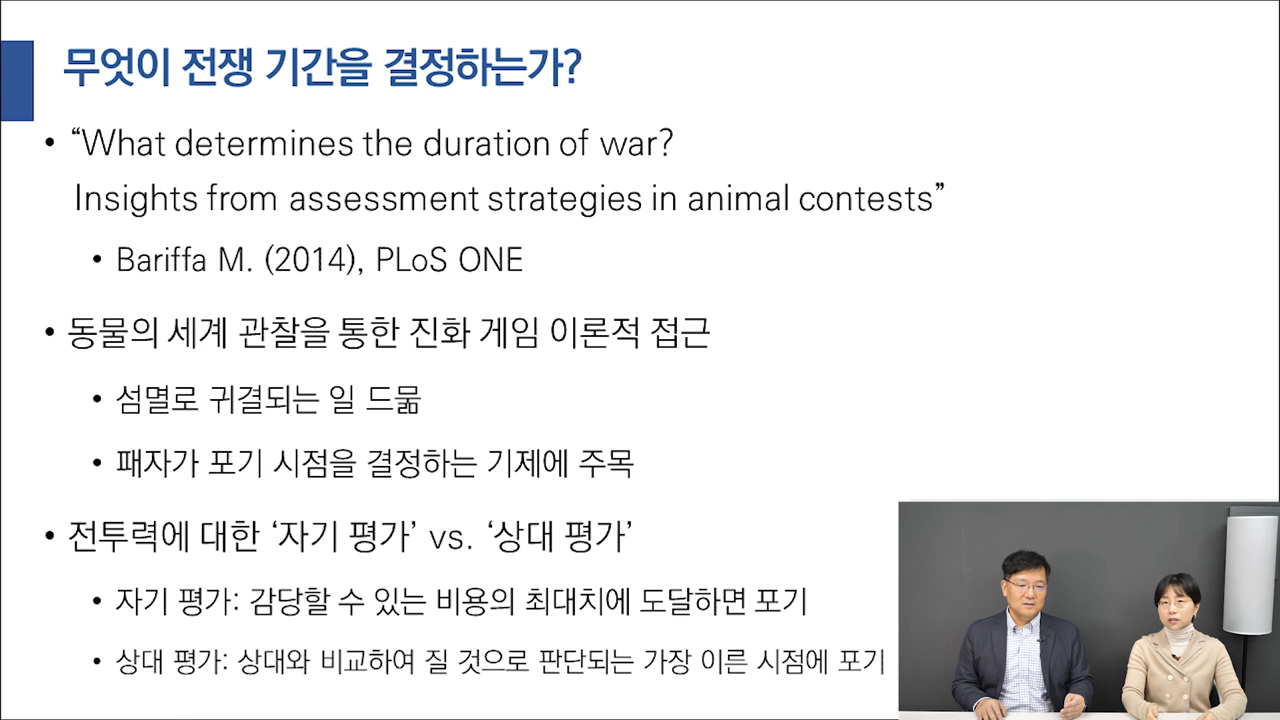 무엇이 전쟁 기간을 결정하는가?
• “What determines the duration of war?
Insights from assessment strategies in animal contests”
• Bariffa M. (2014), PLoS ONE
• 동물의 세계 관찰을 통한 진화 게임 이론적 접근
• 섬멸로 귀결되는 일 드묾
• 패자가 포기 시점을 결정하는 기제에 주목
• 전투력에 대한 ‘자기 평가’ vs. ‘상대 평가’
• 자기 평가: 감당할 수 있는 비용의 최대치에 도달하면 포기
• 상대 평가: 상대와 비교하여 질 것으로 판단되는 가장 이른 시점에 포기